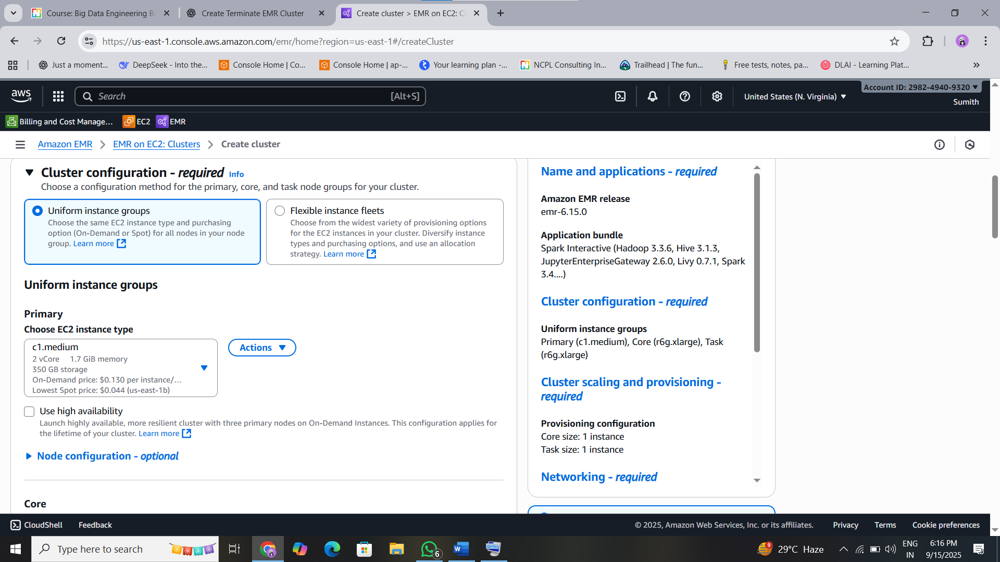 Course: Big Data Engineering B
Create Terminate EMR Cluster
Create cluster > EMR on EC2: C
https://us-east-1.console.aws.amazon.com/emr/home?region=us-east-1#/createCluster
Just a moment...
DeepSeek - Into the...
Console Home | Co...
Console Home | ap-...
Your learning plan -...
NCPL Consulting In...
Trailhead | The fun...
Free tests, notes, pa...
DLAI - Learning Plat...
»
aws
Search
[Alt+S]
United States (N. Virginia)
Account ID: 2982-4940-9320
Sumith
Billing and Cost Manage...
EC2
EMR
Amazon EMR
EMR on EC2: Clusters
Create cluster
Cluster configuration - required Info
Choose a configuration method for the primary, core, and task node groups for your cluster.
Uniform instance groups
Choose the same EC2 instance type and purchasing
option (On-Demand or Spot) for all nodes in your node
group. Learn more
Flexible instance fleets
Choose from the widest variety of provisioning options
for the EC2 instances in your cluster. Diversify instance
types and purchasing options, and use an allocation
strategy. Learn more
Uniform instance groups
Primary
Choose EC2 instance type
c1.medium
2 vCore 1.7 GiB memory
350 GB storage
On-Demand price: $0.130 per instance/...
Lowest Spot price: $0.044 (us-east-1b)
Actions
Use high availability
Launch highly available, more resilient cluster with three primary nodes on On-Demand Instances. This configuration applies for
the lifetime of your cluster. Learn more
Node configuration - optional
Core
Name and applications - required
Amazon EMR release
emr-6.15.0
Application bundle
Spark Interactive (Hadoop 3.3.6, Hive 3.1.3,
JupyterEnterpriseGateway 2.6.0, Livy 0.7.1, Spark
3.4....)
Cluster configuration - required
Uniform instance groups
Primary (c1.medium), Core (r6g.xlarge), Task
(r6g.xlarge)
Cluster scaling and provisioning -
required
Provisioning configuration
Core size: 1 instance
Task size: 1 instance
Networking - required
CloudShell
Feedback
© 2025, Amazon Web Services, Inc. or its affiliates.
Privacy
Terms
Cookie preferences
Type here to search
6
9
29°C Haze
ENG
IN
6:16 PM
9/15/2025